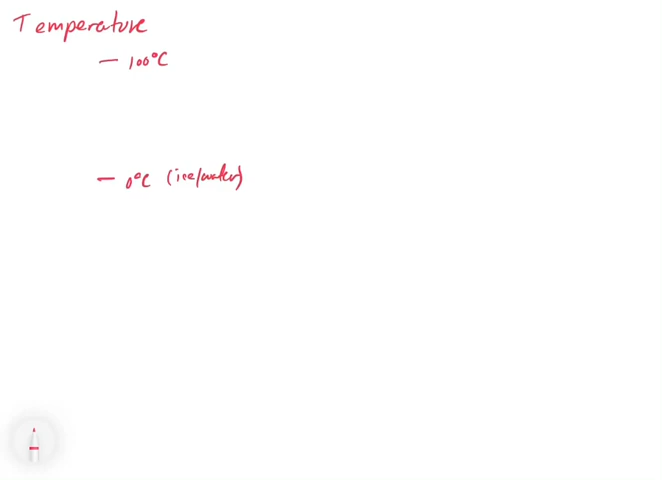 Temperature
— 100°C
— 0°C (ice/water)